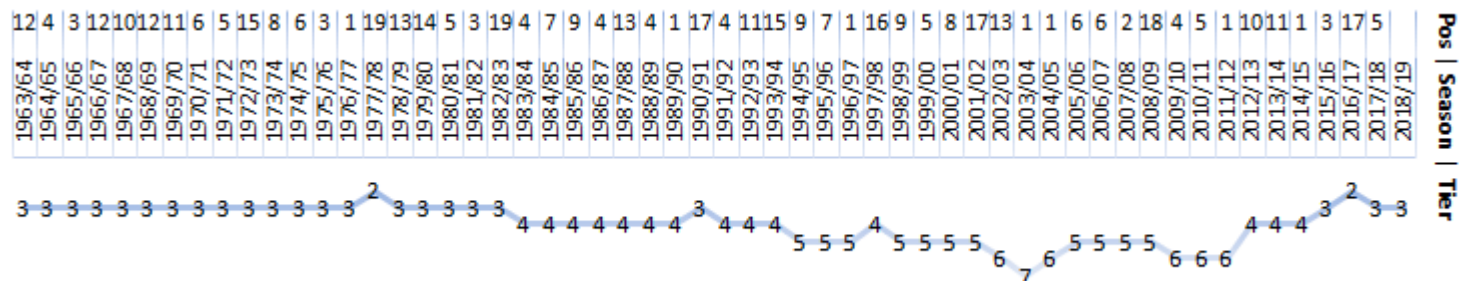 12 4 3 12 10 12 11 6 5 15 8 6 3 1 19 13 14 5 3 19 4 7 9 4 13 4 1 17 4 11 15 9 7 1 16 9 5 8 17 13 1 1 6 6 2 18 4 5 1 10 11 1 3 17 5
1963/64 1964/65 1965/66 1966/67 1967/68 1968/69 1969/70 1970/71 1971/72 1972/73 1973/74 1974/75 1975/76 1976/77 1977/78 1978/79 1979/80 1980/81 1981/82 1982/83 1983/84 1984/85 1985/86 1986/87 1987/88 1988/89 1989/90 1990/91 1991/92 1992/93 1993/94 1994/95 1995/96 1996/97 1997/98 1998/99 1999/00 2000/01 2001/02 2002/03 2003/04 2004/05 2005/06 2006/07 2007/08 2008/09 2009/10 2010/11 2011/12 2012/13 2013/14 2014/15 2015/16 2016/17 2017/18 2018/19
3 3 3 3 3 3 3 3 3 3 3 3 3 3 2 3 3 3 3 3 4 4 4 4 4 4 4 3 4 4 4 5 5 5 4 5 5 5 5 6 7 6 5 5 5 5 6 6 6 4 4 4 3 2 3 3
Pos | Season | Tier